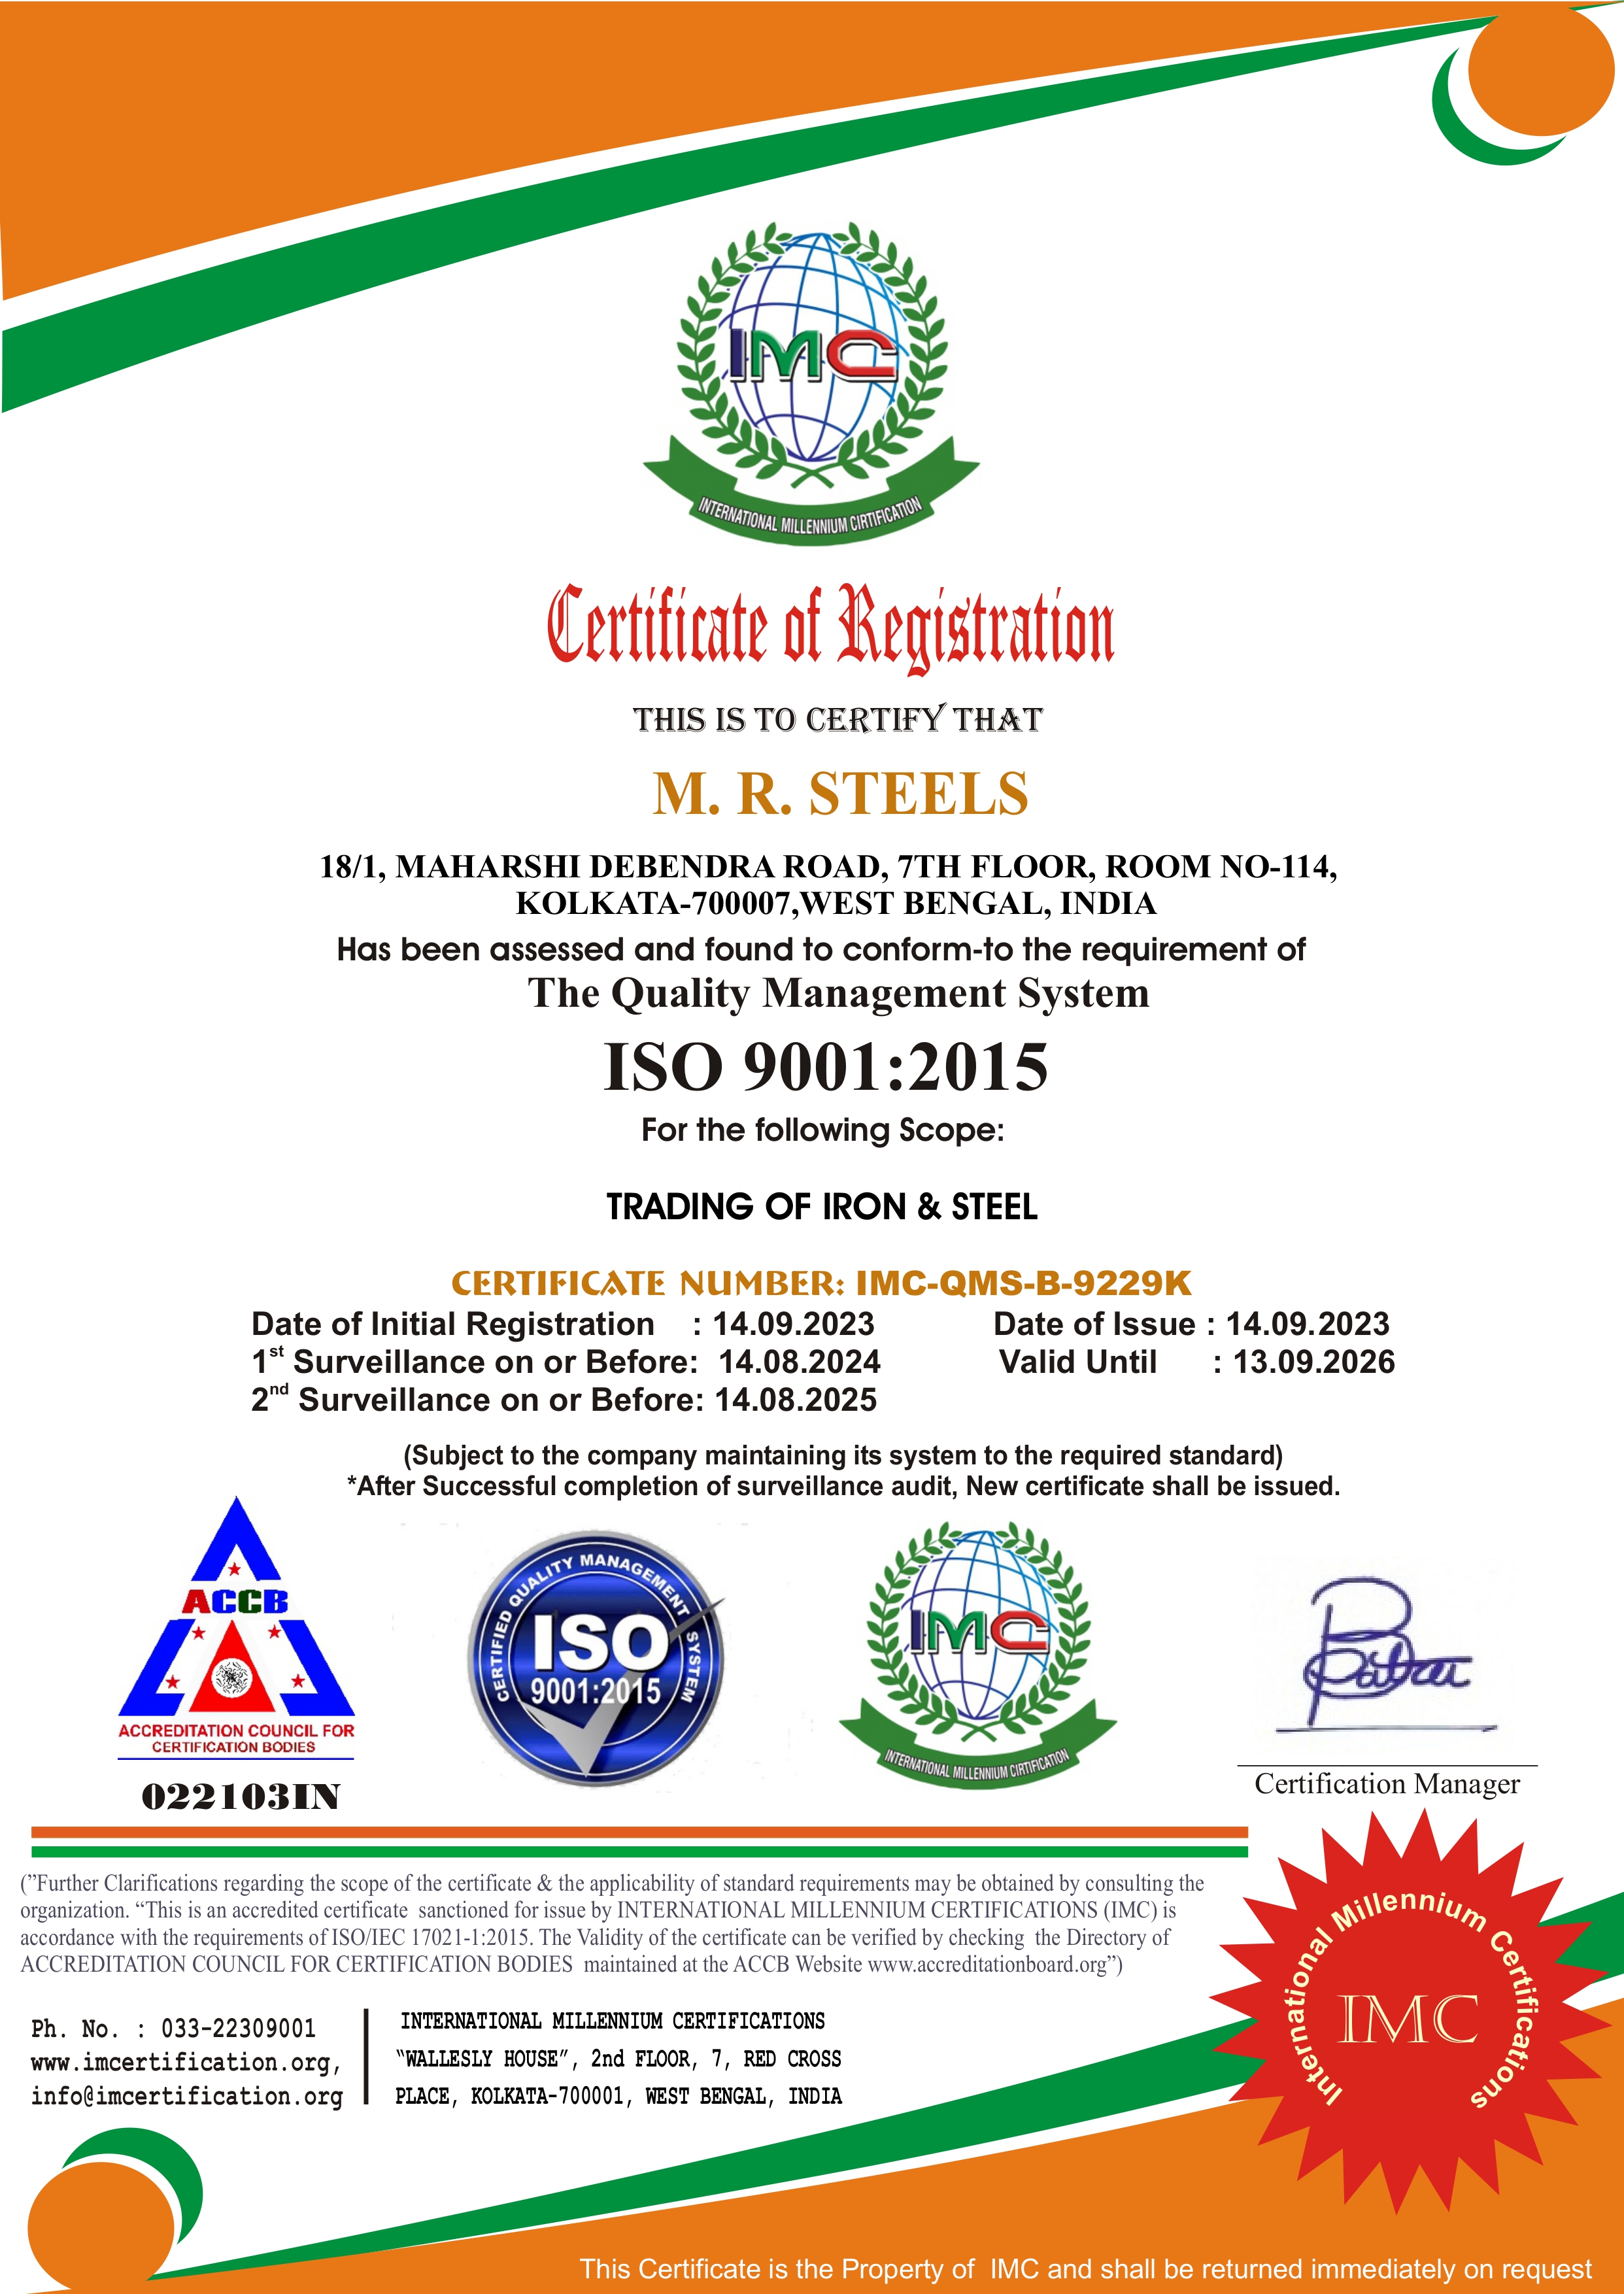 IMC
INTERNATIONAL MILLENNIUM CIRTIFICATION
Certificate of Registration
THIS IS TO CERTIFY THAT
M. R. STEELS
18/1, MAHARSHI DEBENDRA ROAD, 7TH FLOOR, ROOM NO-114,
KOLKATA-700007,WEST BENGAL, INDIA
Has been assessed and found to conform-to the requirement of
The Quality Management System
ISO 9001:2015
For the following Scope:
TRADING OF IRON & STEEL
CERTIFICATE NUMBER: IMC-QMS-B-9229K
Date of Initial Registration : 14.09.2023 Date of Issue : 14.09.2023
1st Surveillance on or Before: 14.08.2024 Valid Until : 13.09.2026
2nd Surveillance on or Before: 14.08.2025
(Subject to the company maintaining its system to the required standard)
*After Successful completion of surveillance audit, New certificate shall be issued.
ACCB
ACCREDITATION COUNCIL FOR
CERTIFICATION BODIES
022103IN
CERTIFIED QUALITY MANAGEMENT SYSTEM
ISO
9001:2015
IMC
INTERNATIONAL MILLENNIUM CIRTIFICATION
Certification Manager
("Further Clarifications regarding the scope of the certificate & the applicability of standard requirements may be obtained by consulting the
organization. “This is an accredited certificate sanctioned for issue by INTERNATIONAL MILLENNIUM CERTIFICATIONS (IMC) is
accordance with the requirements of ISO/IEC 17021-1:2015. The Validity of the certificate can be verified by checking the Directory of
ACCREDITATION COUNCIL FOR CERTIFICATION BODIES maintained at the ACCB Website www.accreditationboard.org”)
Ph. No. : 033-22309001
www.imcertification.org,
info@imcertification.org
INTERNATIONAL MILLENNIUM CERTIFICATIONS
“WALLESLY HOUSE”, 2nd FLOOR, 7, RED CROSS
PLACE, KOLKATA-700001, WEST BENGAL, INDIA
International Millennium Certifications
IMC
This Certificate is the Property of IMC and shall be returned immediately on request